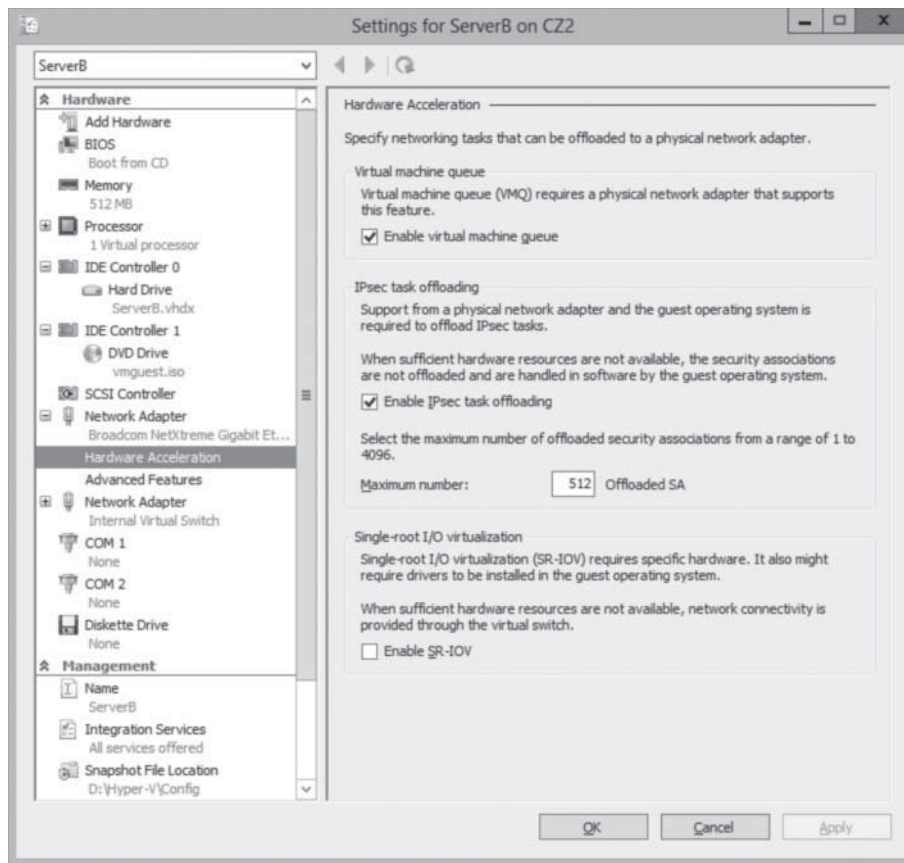 Settings for ServerB on CZ2
ServerB
Hardware
Add Hardware
BIOS
Boot from CD
Memory
512 MB
Processor
1 Virtual processor
IDE Controller 0
Hard Drive
ServerB.vhdx
IDE Controller 1
DVD Drive
vmguest.iso
SCSI Controller
Network Adapter
Broadcom NetXtreme Gigabit Et...
Hardware Acceleration
Advanced Features
Network Adapter
Internal Virtual Switch
COM 1
None
COM 2
None
Diskette Drive
None
Management
Name
ServerB
Integration Services
All services offered
Snapshot File Location
D:\Hyper-V\Config
Hardware Acceleration
Specify networking tasks that can be offloaded to a physical network adapter.
Virtual machine queue
Virtual machine queue (VMQ) requires a physical network adapter that supports
this feature.
Enable virtual machine queue
IPsec task offloading
Support from a physical network adapter and the guest operating system is
required to offload IPsec tasks.
When sufficient hardware resources are not available, the security associations
are not offloaded and are handled in software by the guest operating system.
Enable IPsec task offloading
Select the maximum number of offloaded security associations from a range of 1 to
4096.
Maximum number: 512 Offloaded SA
Single-root I/O virtualization
Single-root I/O virtualization (SR-IOV) requires specific hardware. It also might
require drivers to be installed in the guest operating system.
When sufficient hardware resources are not available, network connectivity is
provided through the virtual switch.
Enable SR-IOV
OK Cancel Apply